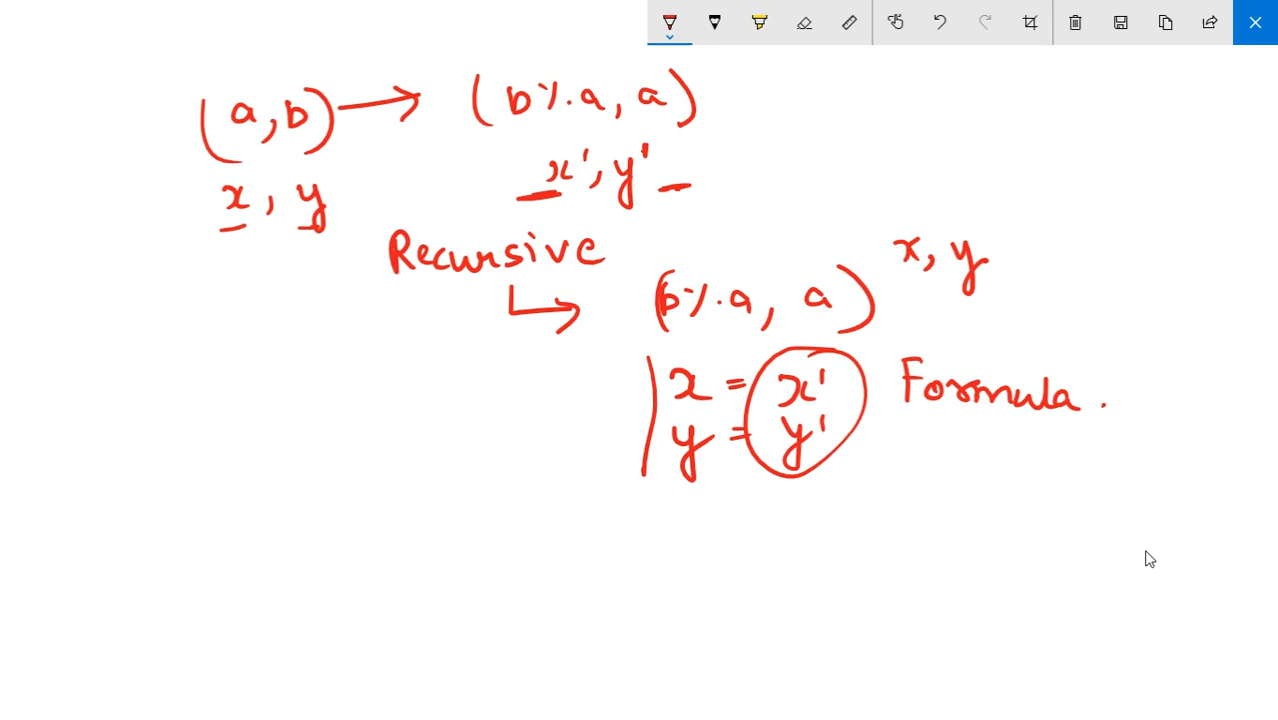 (a, b) → (b%a, a)
x, y
x', y'
Recursive
x, y
↳ (b%a, a)
x = x'
y = y'
Formula.